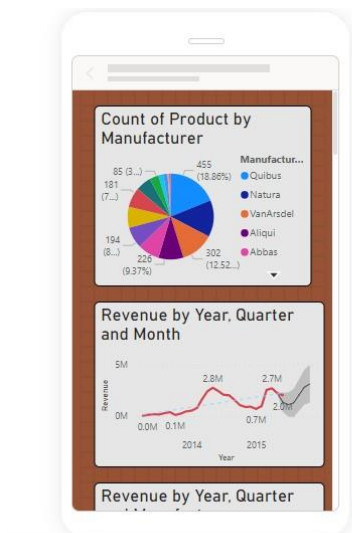 Count of Product by
Manufacturer
Manufactur...
Quibus
Natura
VanArsdel
Aliqui
Abbas
455
(18.86%)
302
(12.52...)
226
(9.37%)
194
(8...)
181
(7...)
85 (3...)
Revenue by Year, Quarter
and Month
Revenue
5M
0M
0.0M
0.1M
2.8M
0.7M
2.7M
2.0M
2014
2015
Year
Revenue by Year, Quarter